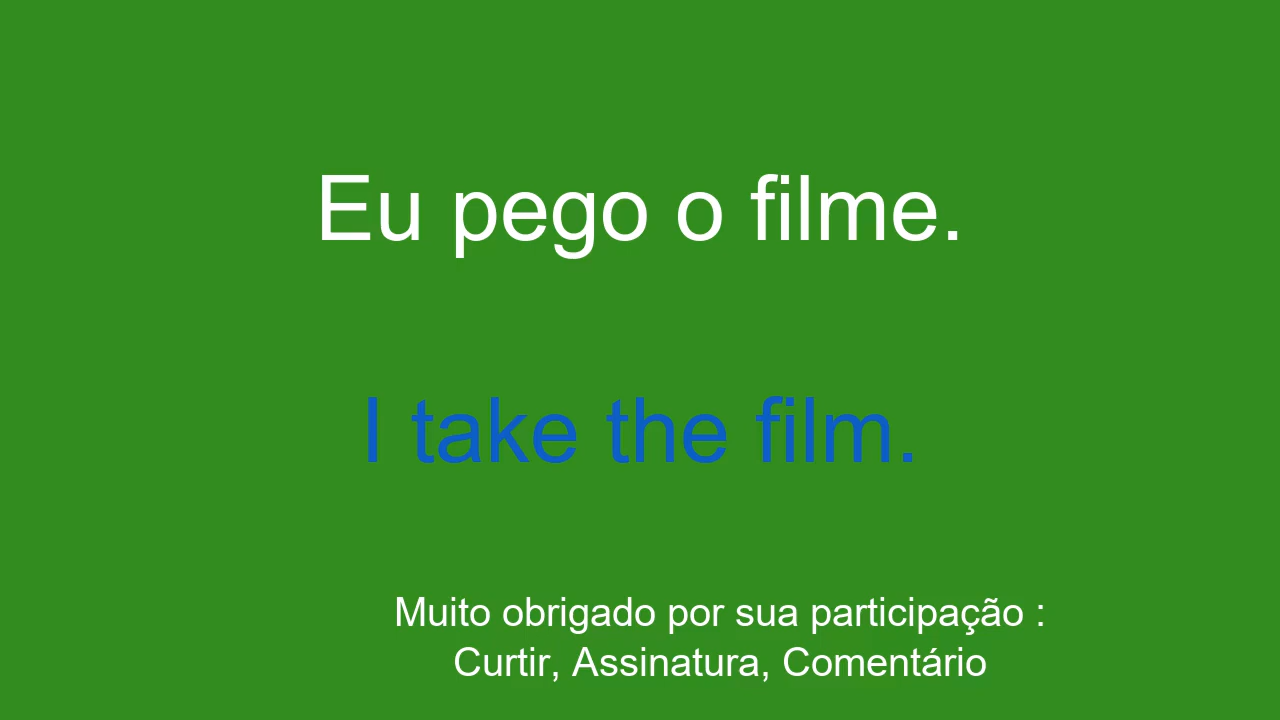 Eu pego o filme.
I take the film.
Muito obrigado por sua participação :
Curtir, Assinatura, Comentário